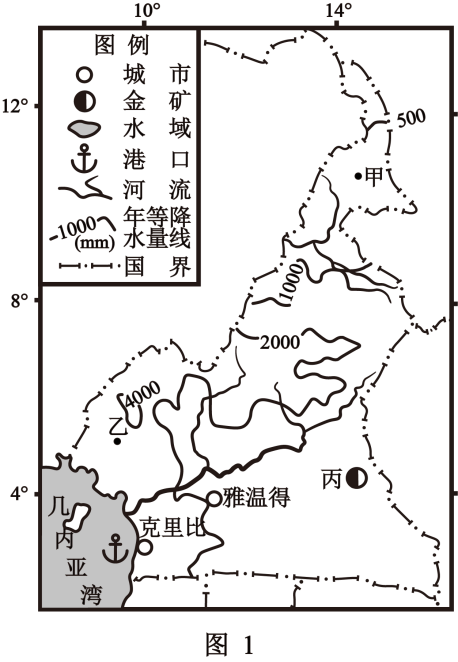 10° 14°
图例
城市
金矿
水域
港口
河流
1000 (mm) 年等降水量线
国界
12°
8°
4°
500
甲
1000
2000
4000
乙
丙
雅温得
克里比
几内亚湾
图 1